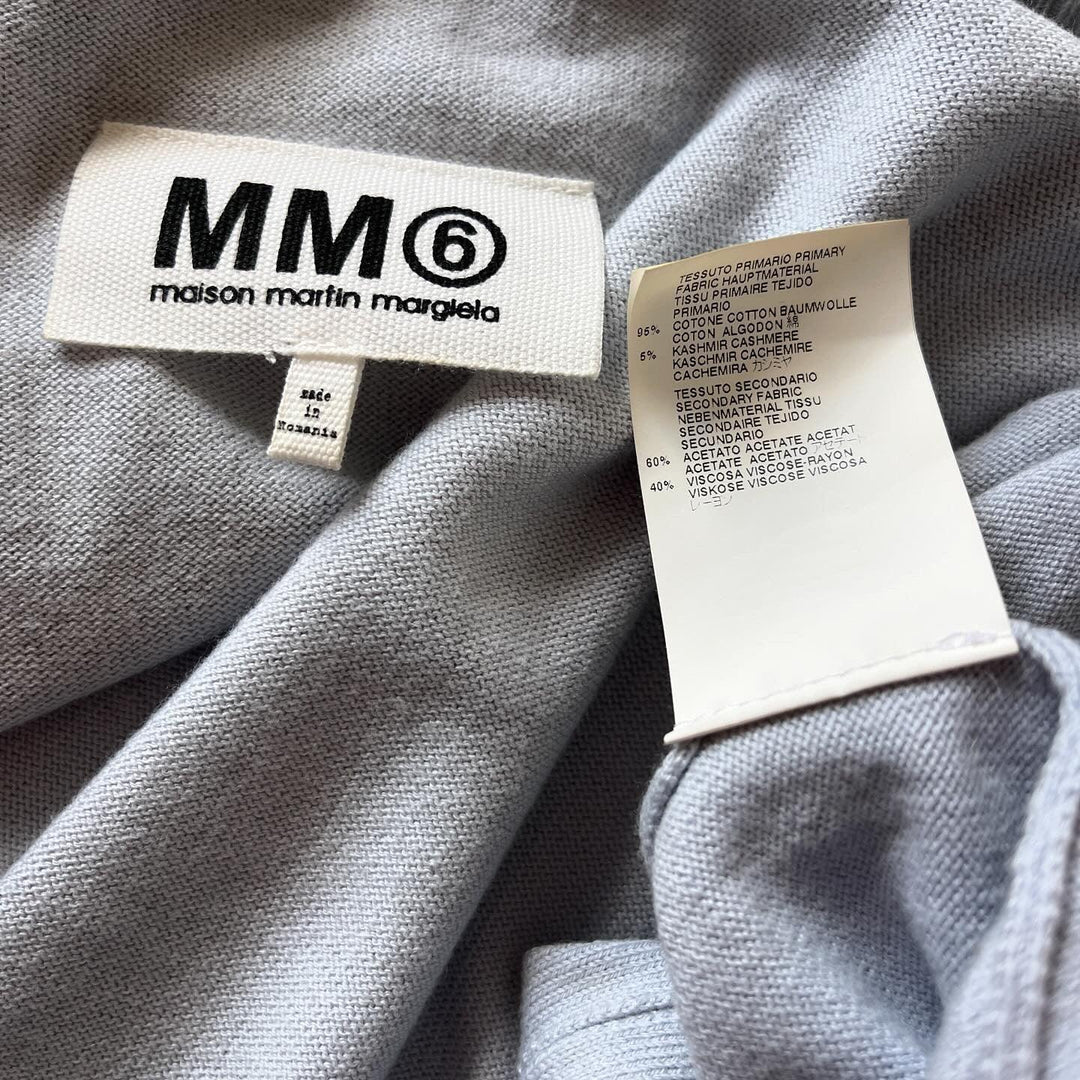 MM⑥
maison martin margiela
made
in
Romania
TESSUTO PRIMARIO PRIMARY
FABRIC HAUPTMATERIAL
TISSU PRIMAIRE TEJIDO
PRIMARIO
95% COTONE COTTON BAUMWOLLE
COTON ALGODON 綿
5% KASHMIR CASHMERE
KASCHMIR CACHEMIRE
CACHEMIRA カシミヤ
TESSUTO SECONDARIO
SECONDARY FABRIC
NEBENMATERIAL TISSU
SECONDAIRE TEJIDO
SECUNDARIO
60% ACETATO ACETATE ACETAT
ACETATE ACETATO アセテート
40% VISCOSA VISCOSE-RAYON
VISKOSE VISCOSE VISCOSA
レーヨン